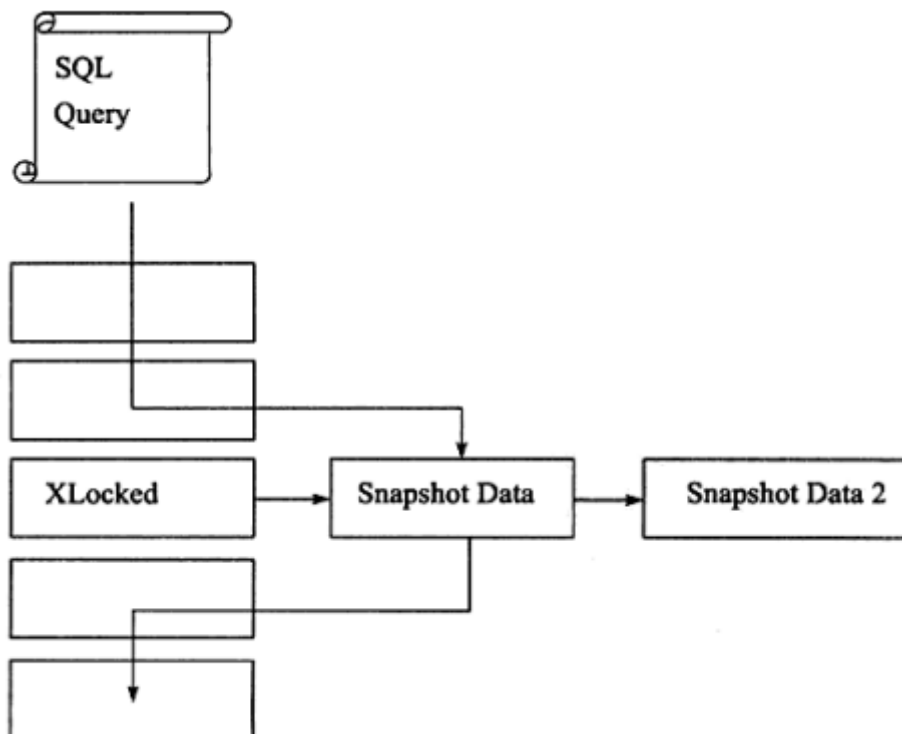 SQL
Query
XLocked
Snapshot Data
Snapshot Data 2